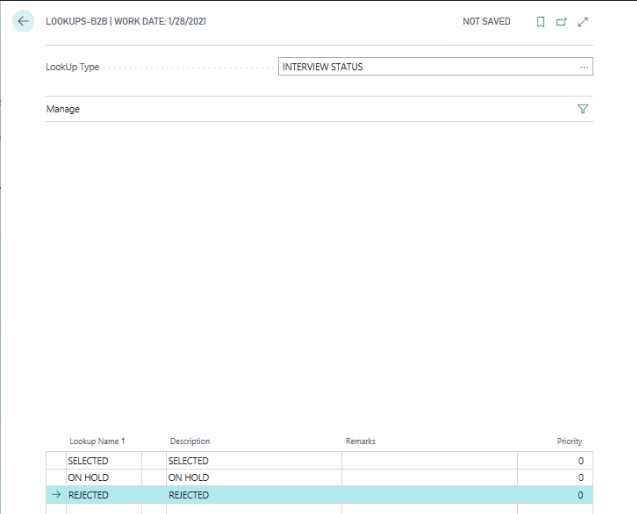 LOOKUPS-B2B | WORK DATE: 1/28/2021 NOT SAVED
LookUp Type INTERVIEW STATUS ...
Manage
Lookup Name ↑ Description Remarks Priority
SELECTED SELECTED 0
ON HOLD ON HOLD 0
→ REJECTED REJECTED 0